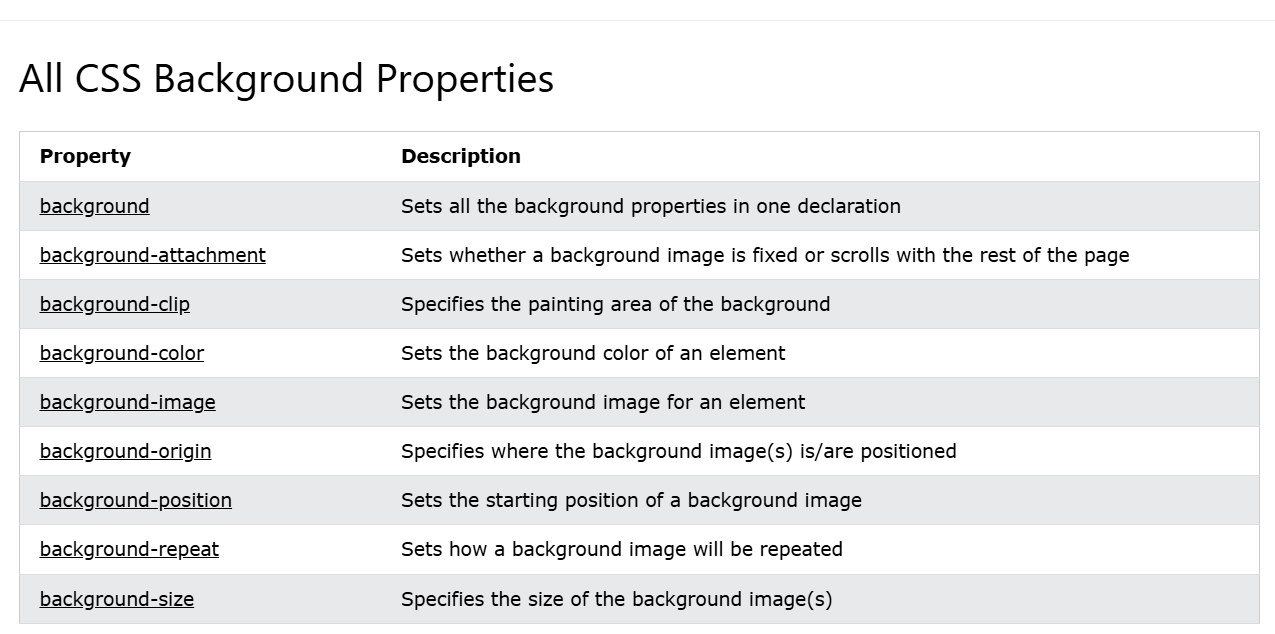 All CSS Background Properties
Property Description
background Sets all the background properties in one declaration
background-attachment Sets whether a background image is fixed or scrolls with the rest of the page
background-clip Specifies the painting area of the background
background-color Sets the background color of an element
background-image Sets the background image for an element
background-origin Specifies where the background image(s) is/are positioned
background-position Sets the starting position of a background image
background-repeat Sets how a background image will be repeated
background-size Specifies the size of the background image(s)